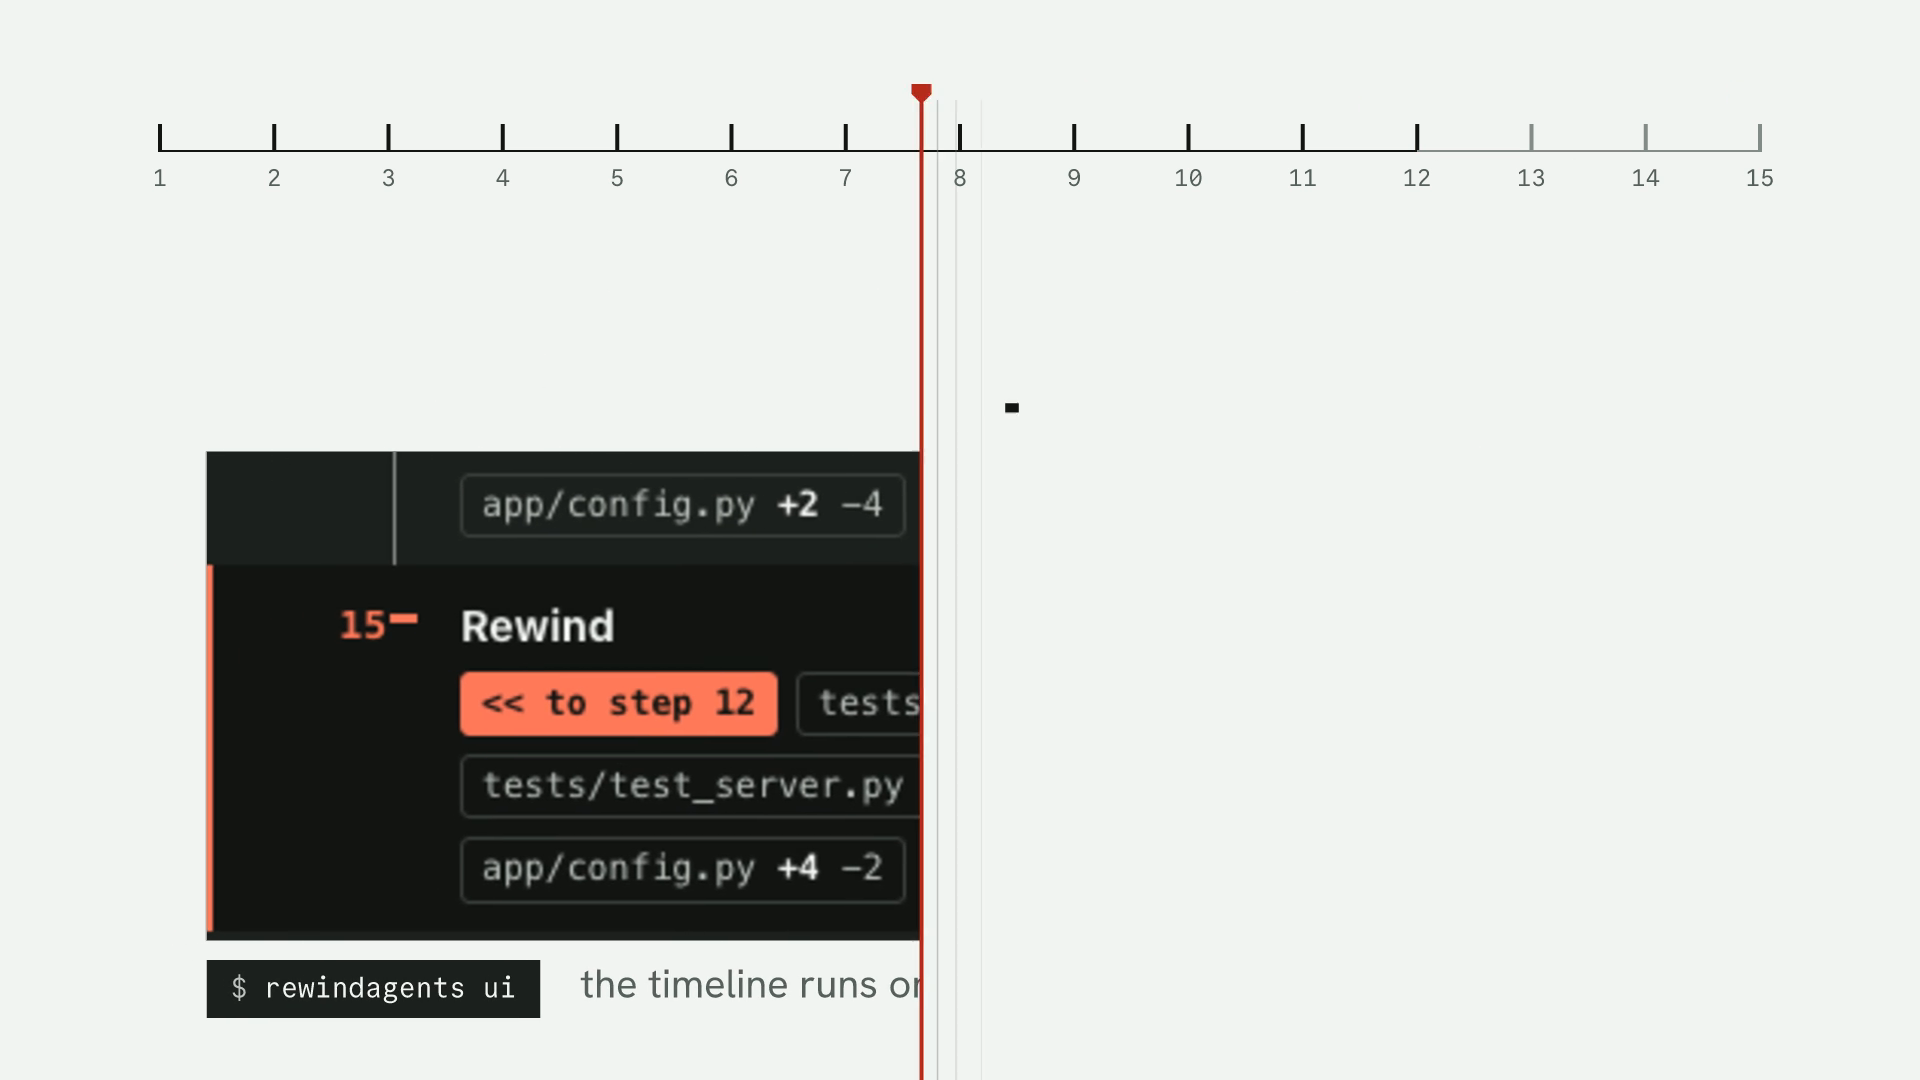 1 2 3 4 5 6 7 8 9 10 11 12 13 14 15
app/config.py +2 −4
15 Rewind
<< to step 12 tests
tests/test_server.py
app/config.py +4 −2
$ rewindagents ui the timeline runs